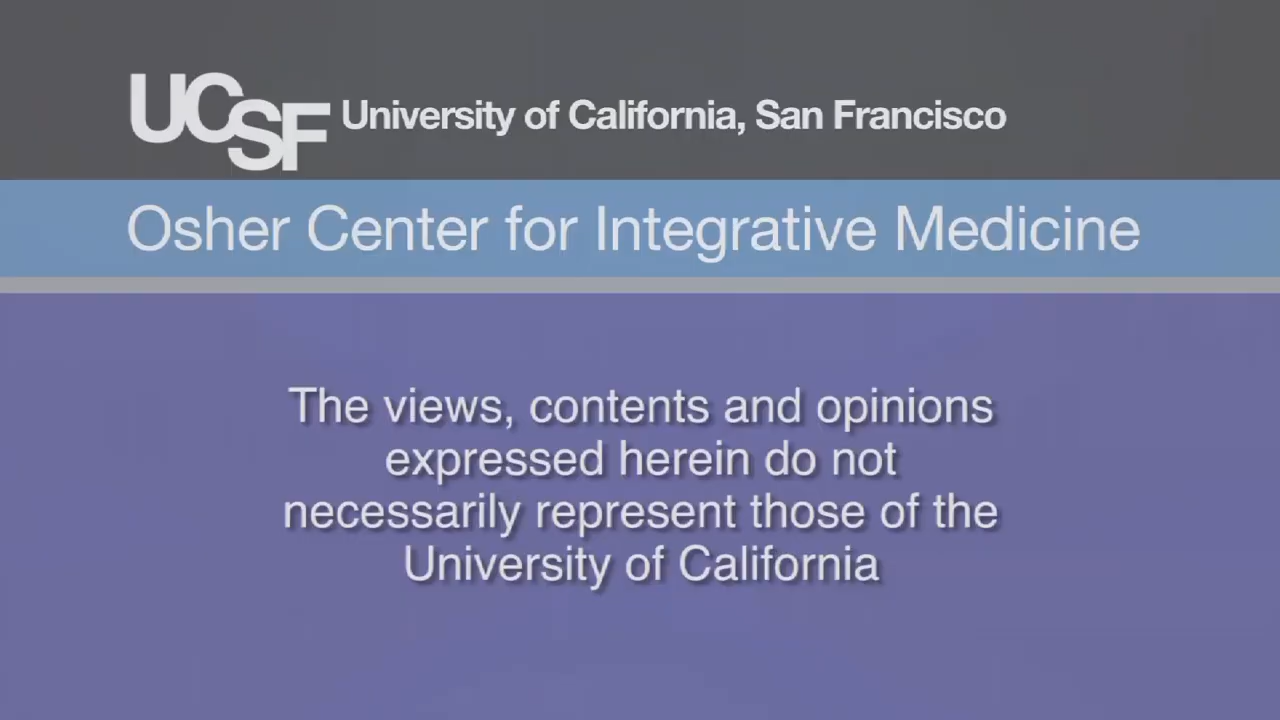 UCSF University of California, San Francisco
Osher Center for Integrative Medicine
The views, contents and opinions
expressed herein do not
necessarily represent those of the
University of California